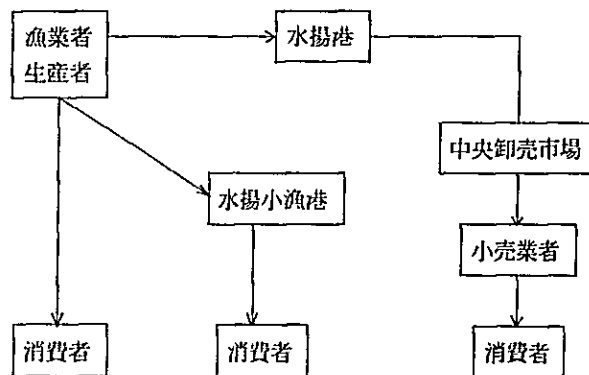 漁業者
生産者
水揚港
中央卸売市場
水揚小漁港
小売業者
消費者
消費者
消費者